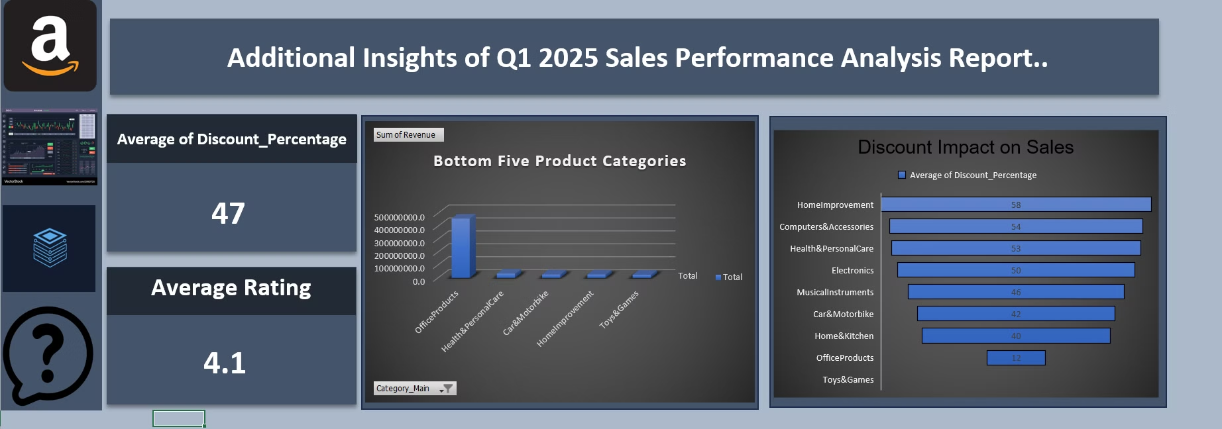 a
Additional Insights of Q1 2025 Sales Performance Analysis Report..
Average of Discount_Percentage
47
Average Rating
4.1
Sum of Revenue
Bottom Five Product Categories
500000000.0
400000000.0
300000000.0
200000000.0
100000000.0
0.0
OfficeProducts
Health&PersonalCare
Car&Motorbike
HomeImprovement
Toys&Games
Total
Total
Category_Main
Discount Impact on Sales
Average of Discount_Percentage
HomeImprovement 58
Computers&Accessories 54
Health&PersonalCare 53
Electronics 50
MusicalInstruments 46
Car&Motorbike 42
Home&Kitchen 40
OfficeProducts 12
Toys&Games
VectorStock
?